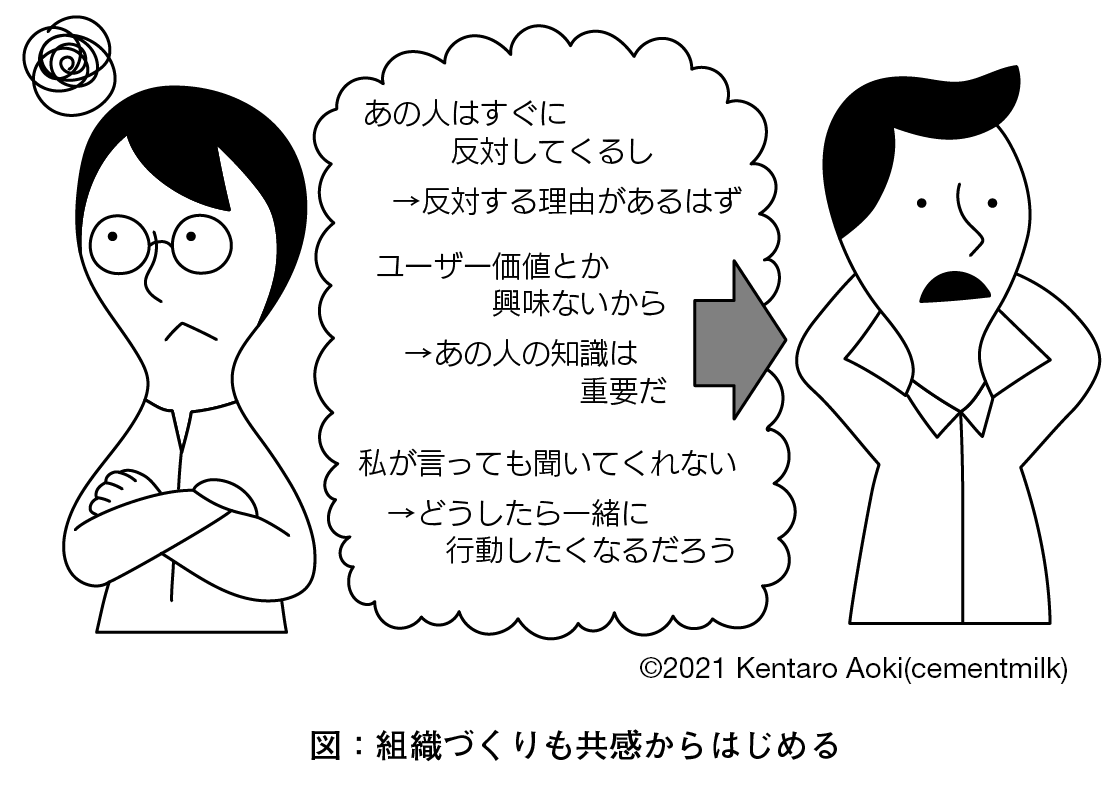 あの人はすぐに
反対してくるし
→反対する理由があるはず
ユーザー価値とか
興味ないから
→あの人の知識は
重要だ
私が言っても聞いてくれない
→どうしたら一緒に
行動したくなるだろう
©2021 Kentaro Aoki(cementmilk)
図：組織づくりも共感からはじめる